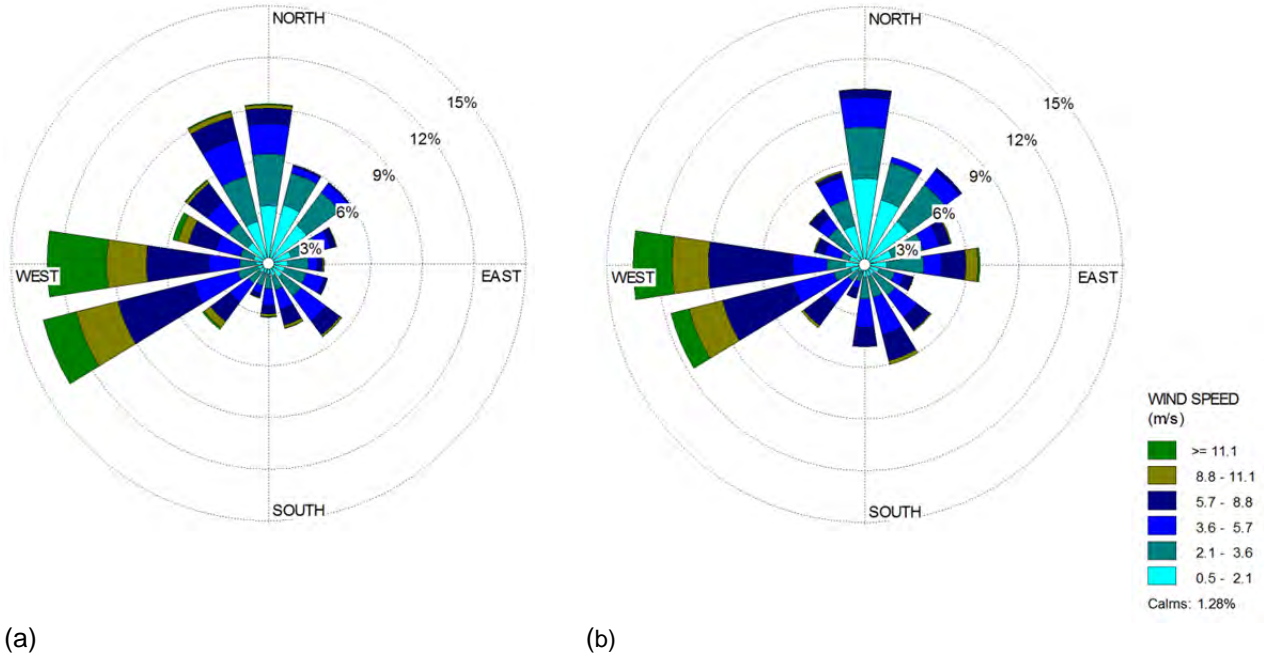 NORTH
15%
12%
9%
6%
3%
WEST
EAST
SOUTH
NORTH
15%
12%
9%
6%
3%
WEST
EAST
SOUTH
WIND SPEED
(m/s)
>= 11.1
8.8 - 11.1
5.7 - 8.8
3.6 - 5.7
2.1 - 3.6
0.5 - 2.1
Calms: 1.28%
(a)
(b)